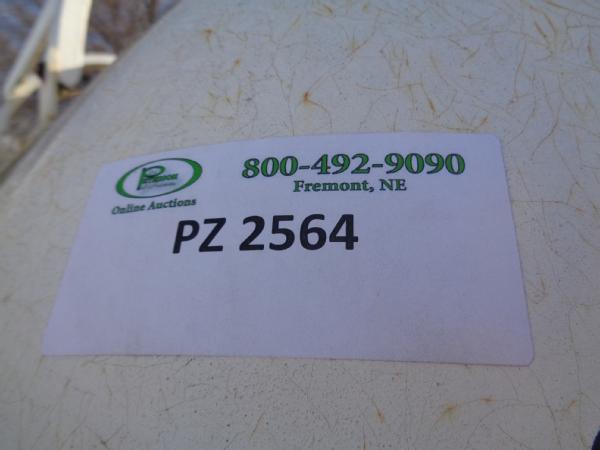 800-492-9090
Fremont, NE
Online Auctions
PZ 2564